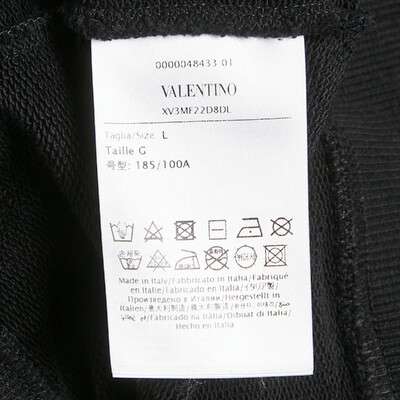 0000048433 01
VALENTINO
XV3MF22D8DL
Taglia/Size L
Taille G
号型: 185/100A
Made in Italy/Fabbricato in Italia/Fabriqué
en Italie/Fabricado en Italia/イタリア製/
Произведено в Италии/Hergestellt in
Italien/意大利制造/義大利製造/
Fabricado na Itália/Dibuat di Italia/
Hecho en Italia